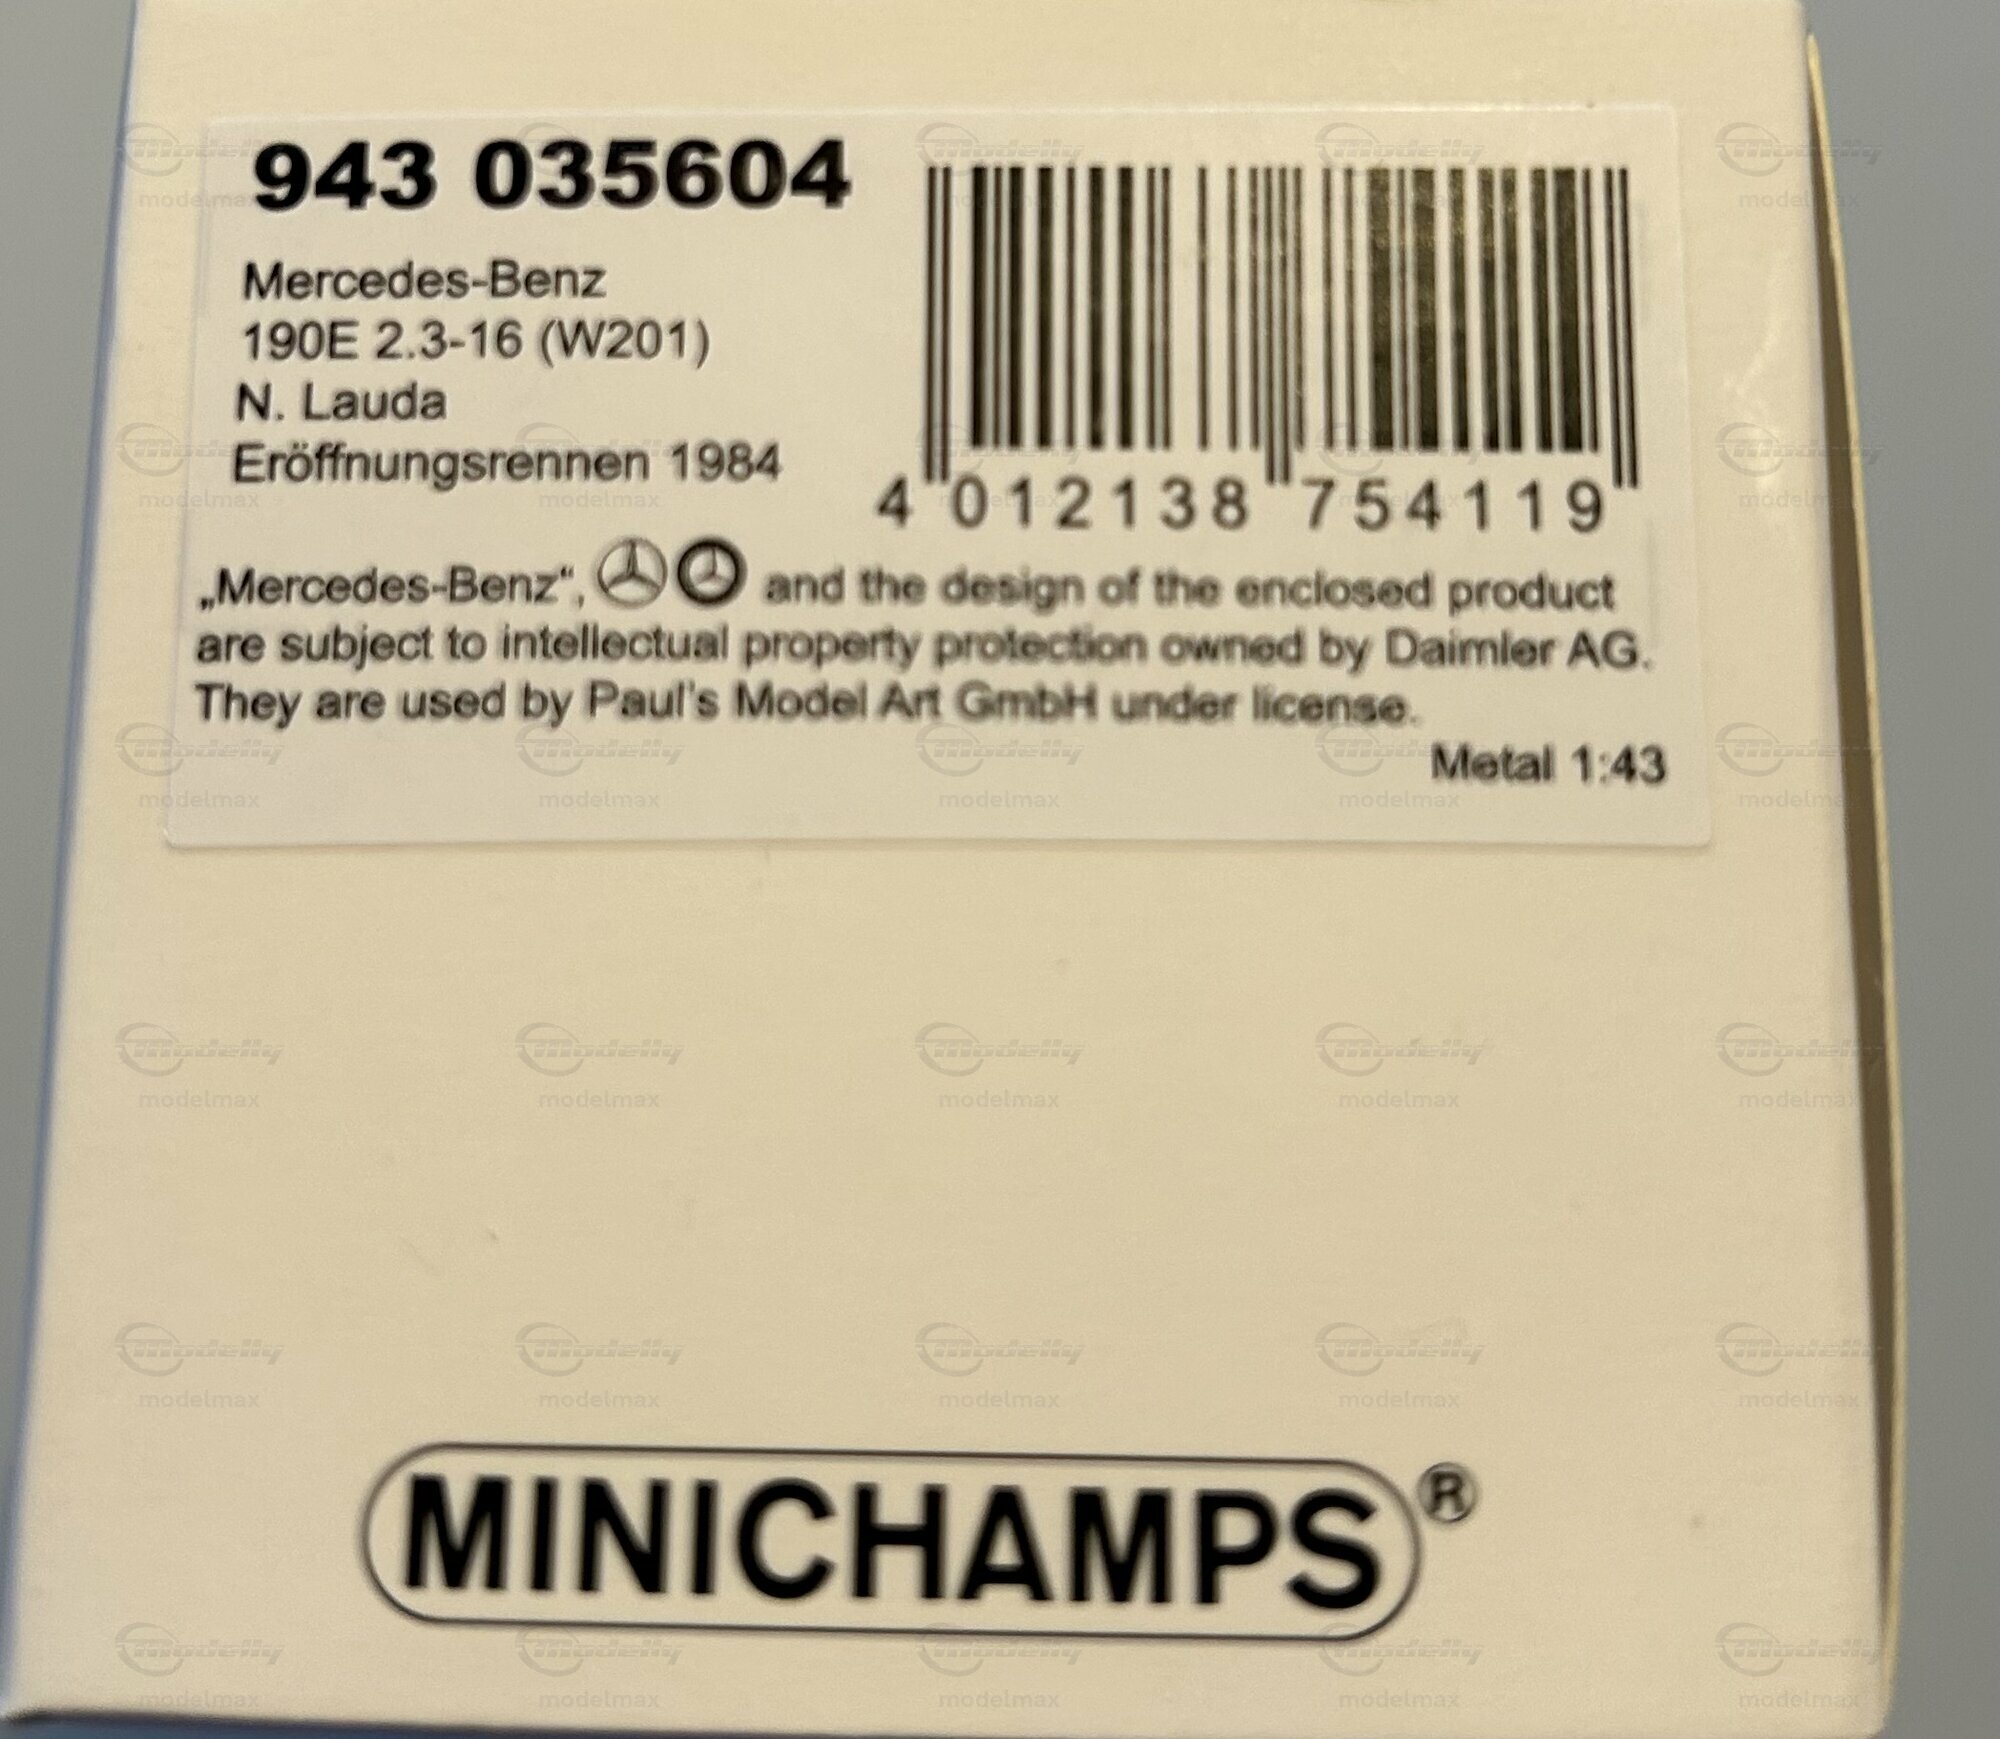 943 035604
Mercedes-Benz
190E 2.3-16 (W201)
N. Lauda
Eröffnungsrennen 1984
4 012138 754119
„Mercedes-Benz“, and the design of the enclosed product
are subject to intellectual property protection owned by Daimler AG.
They are used by Paul's Model Art GmbH under license.
Metal 1:43
MINICHAMPS®
Modelly
modelmax